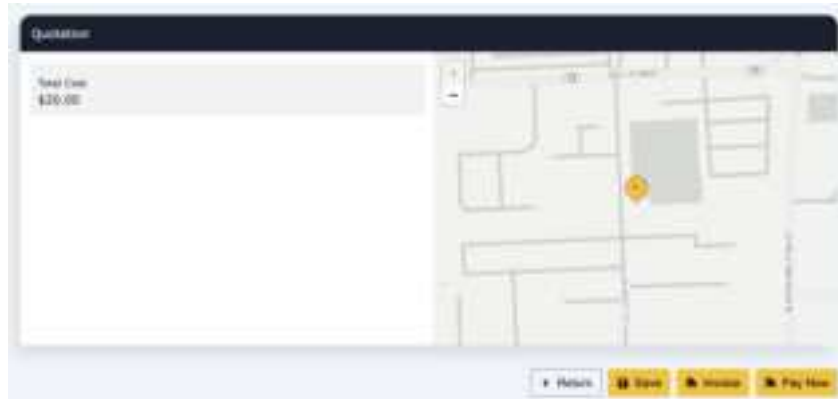 Quotation
Total Cost
$20.00
+
−
Return
Save
Invoice
Pay Now